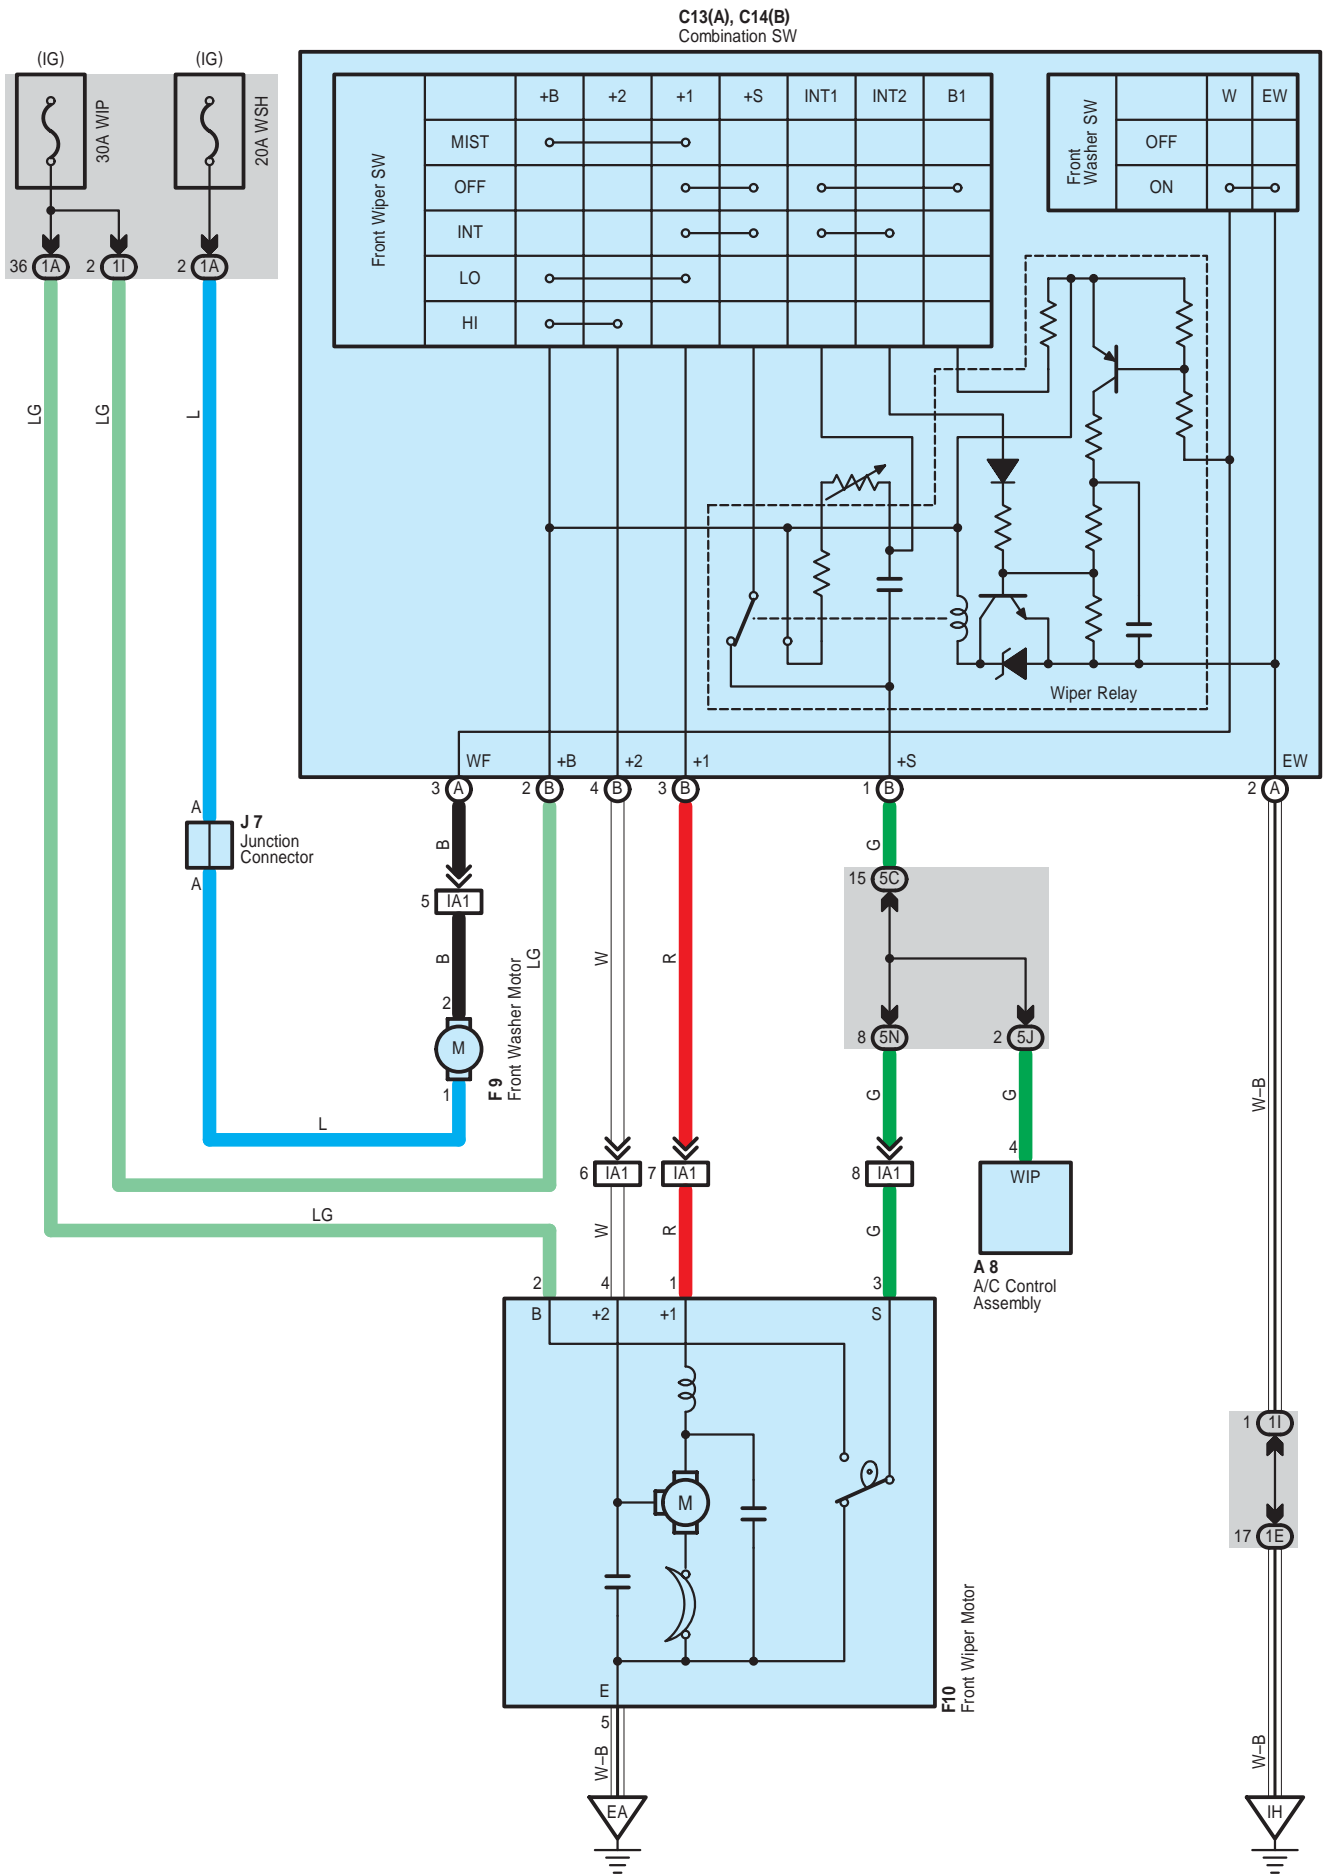 C13(A), C14(B)
Combination SW
(IG)
(IG)
30A WIP
20A WSH
36 1A
2 1I
2 1A
Front Wiper SW
+B +2 +1 +S INT1 INT2 B1
MIST
OFF
INT
LO
HI
Front
Washer SW
W EW
OFF
ON
LG
LG
L
Wiper Relay
WF
+B
+2
+1
+S
EW
3 A
2 B
4 B
3 B
1 B
2 A
A
J 7
Junction
Connector
A
B
5 IA1
B
2
M
1
F 9
Front Washer Motor
LG
W
R
G
15 5C
8 5N
2 5J
G
G
W–B
L
6 IA1
7 IA1
8 IA1
4
WIP
A 8
A/C Control
Assembly
LG
W
R
G
2
4
1
3
B
+2
+1
S
M
E
F10
Front Wiper Motor
5
W–B
EA
1 1I
17 1E
W–B
IH